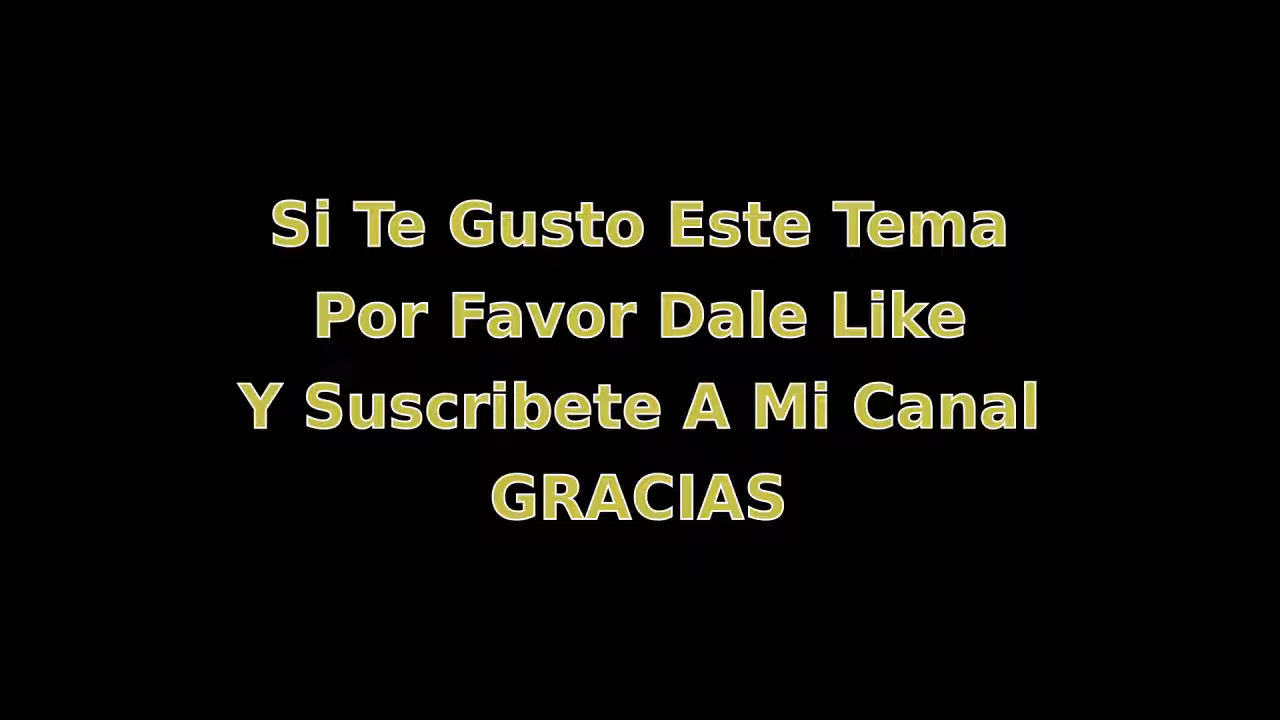 Si Te Gusto Este Tema
Por Favor Dale Like
Y Suscribete A Mi Canal
GRACIAS